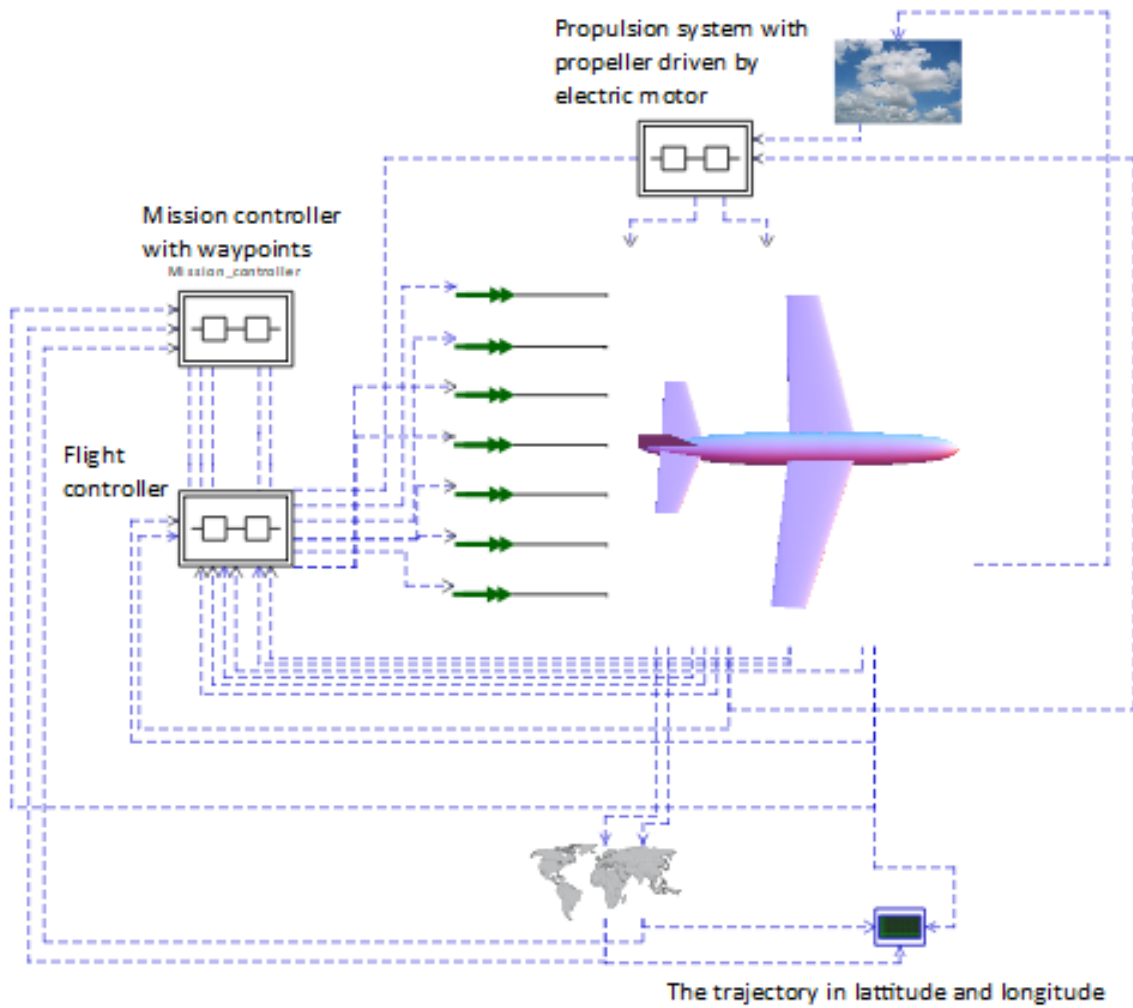 Propulsion system with
propeller driven by
electric motor
Mission controller
with waypoints
Mission_controller
Flight
controller
The trajectory in lattitude and longitude